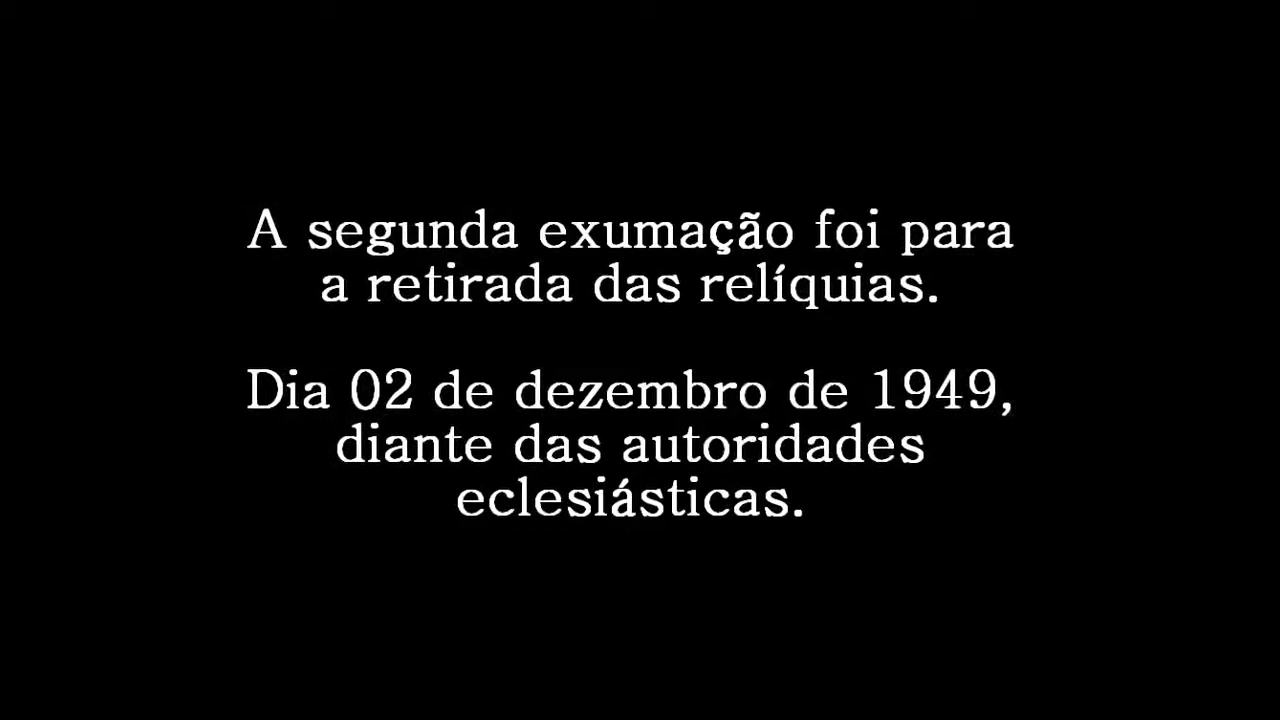 A segunda exumação foi para
a retirada das relíquias.
Dia 02 de dezembro de 1949,
diante das autoridades
eclesiásticas.